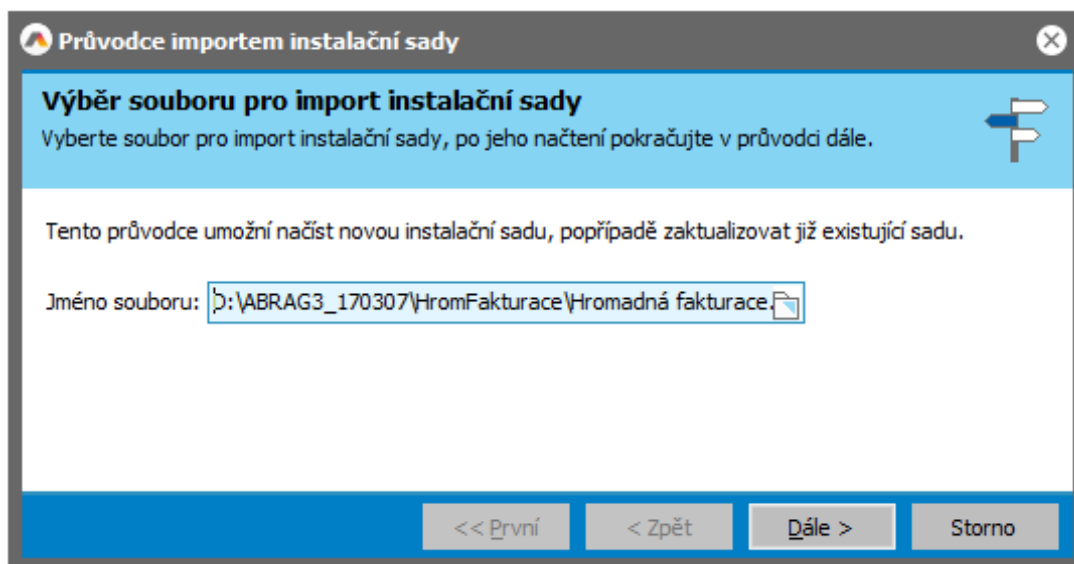 Průvodce importem instalační sady
Výběr souboru pro import instalační sady
Vyberte soubor pro import instalační sady, po jeho načtení pokračujte v průvodci dále.
Tento průvodce umožní načíst novou instalační sadu, popřípadě zaktualizovat již existující sadu.
Jméno souboru: D:\ABRAG3_170307\HromFakturace\Hromadná fakturace.
<< První < Zpět Dále > Storno